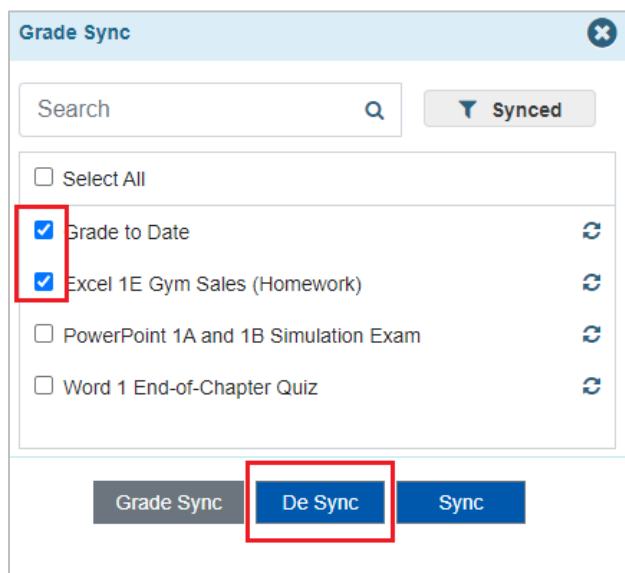 Grade Sync
Search
Synced
Select All
Grade to Date
Excel 1E Gym Sales (Homework)
PowerPoint 1A and 1B Simulation Exam
Word 1 End-of-Chapter Quiz
Grade Sync De Sync Sync